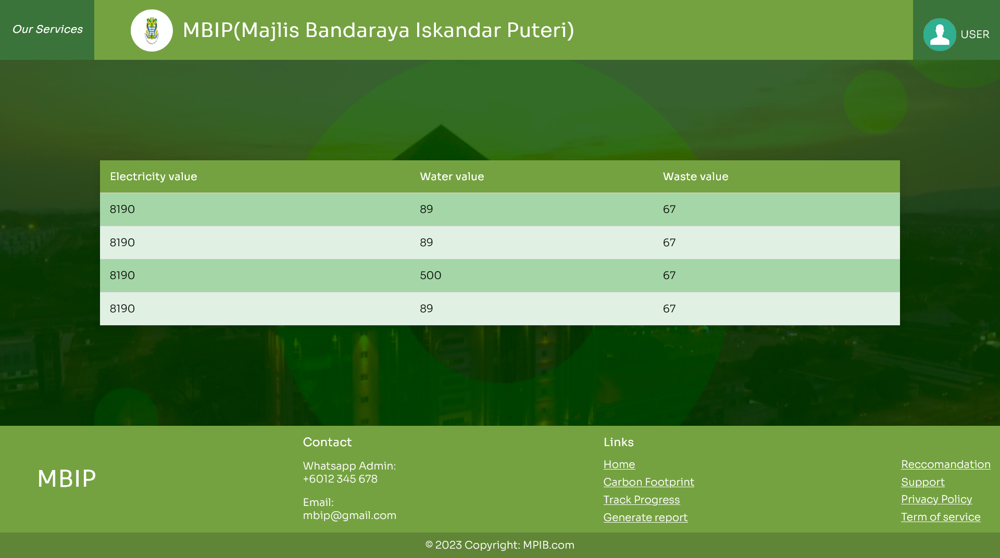 Our Services
MBIP(Majlis Bandaraya Iskandar Puteri)
USER
Electricity value Water value Waste value
8190 89 67
8190 89 67
8190 500 67
8190 89 67
MBIP
Contact
Whatsapp Admin:
+6012 345 678
Email:
mbip@gmail.com
Links
Home
Carbon Footprint
Track Progress
Generate report
Reccomandation
Support
Privacy Policy
Term of service
© 2023 Copyright: MPIB.com